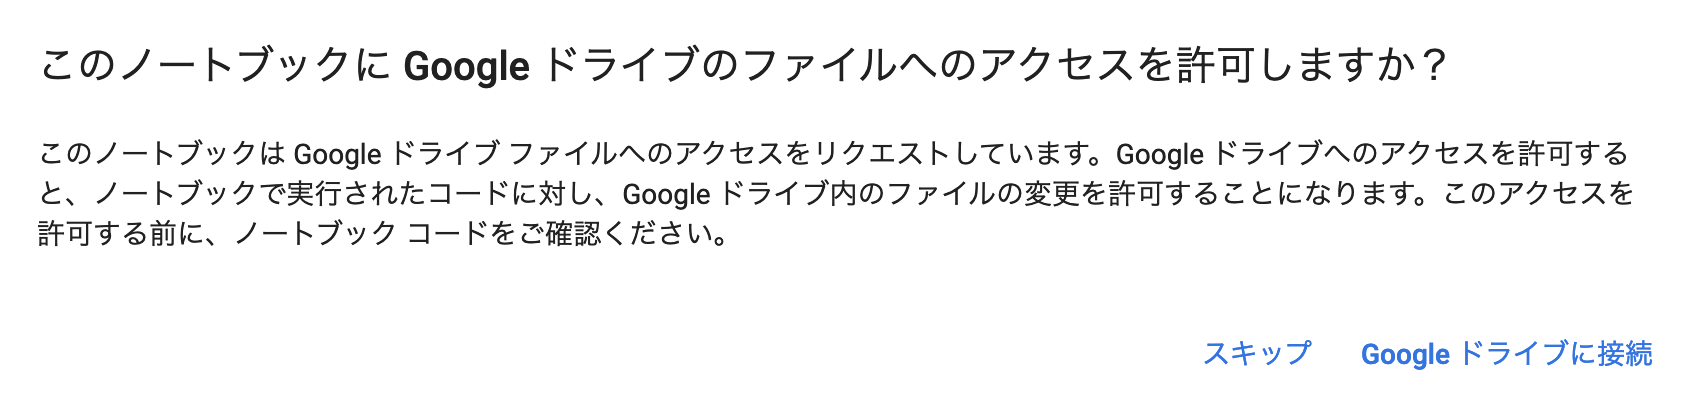 このノートブックに Google ドライブのファイルへのアクセスを許可しますか？
このノートブックは Google ドライブ ファイルへのアクセスをリクエストしています。Google ドライブへのアクセスを許可する
と、ノートブックで実行されたコードに対し、Google ドライブ内のファイルの変更を許可することになります。このアクセスを
許可する前に、ノートブック コードをご確認ください。
スキップ Google ドライブに接続